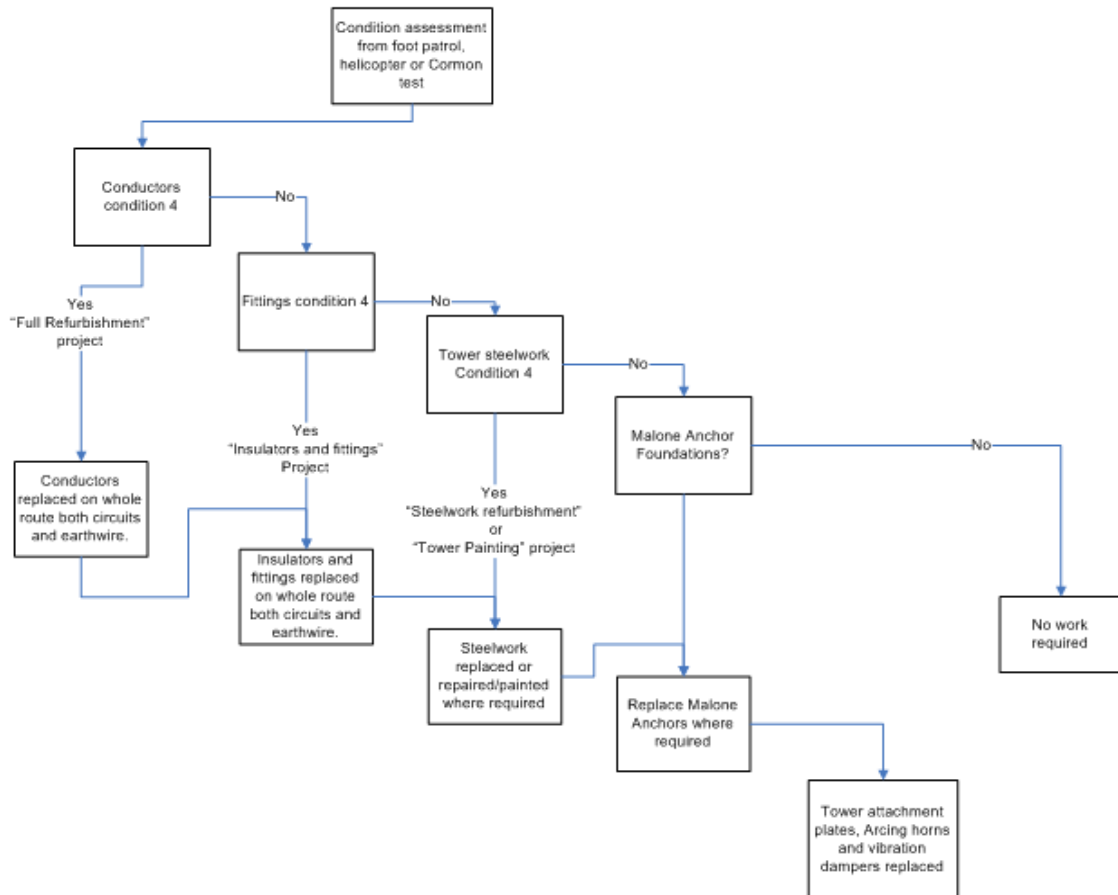 Condition assessment
from foot patrol,
helicopter or Cormon
test
Conductors
condition 4
No
Fittings condition 4
No
Yes
"Full Refurbishment"
project
Tower steelwork
Condition 4
No
Malone Anchor
Foundations?
No
Yes
"Insulators and fittings"
Project
Conductors
replaced on whole
route both circuits
and earthwire.
Yes
"Steelwork refurbishment"
or
"Tower Painting" project
Insulators and
fittings replaced
on whole route
both circuits and
earthwire.
No work
required
Steelwork
replaced or
repaired/painted
where required
Replace Malone
Anchors where
required
Tower attachment
plates, Arcing horns
and vibration
dampers replaced